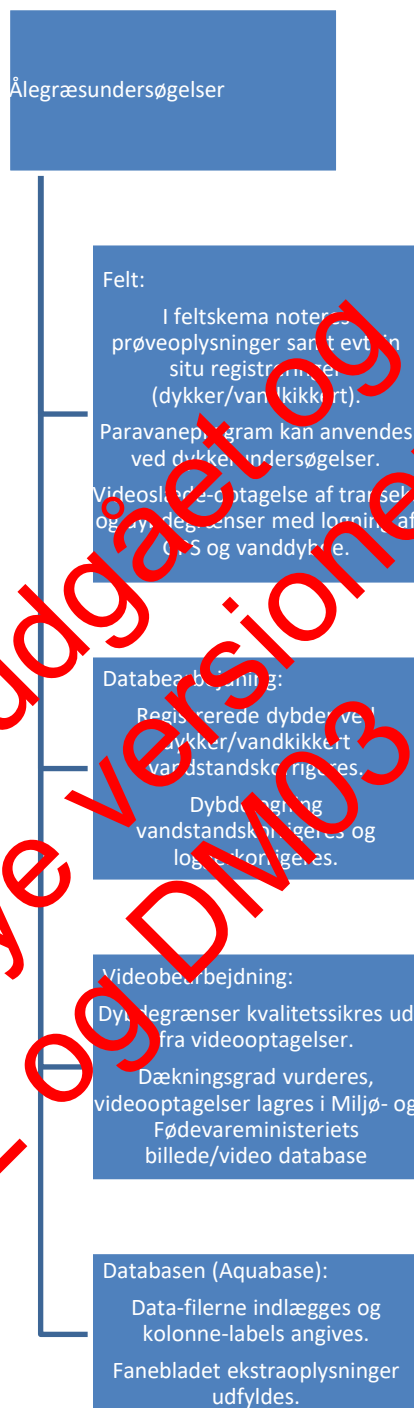 Ålegræsundersøgelser
Felt:
I feltskema noteres
prøveoplysninger samt evt. in
situ registreringer
(dykker/vandkikkert).
Paravaneprogram kan anvendes
ved dykkerundersøgelser.
Videoslæde-optagelse af transekt
og dybdegrænser med logning af
GPS og vanddybde.
Databearbejdning:
Registrerede dybder ved
dykker/vandkikkert
vandstandskorrigeres.
Dybdelogning
vandstandskorrigeres og
loggerkorrigeres.
Videobearbejdning:
Dybdegrænser kvalitetssikres ud
fra videooptagelser.
Dækningsgrad vurderes,
videooptagelser lagres i Miljø- og
Fødevareministeriets
billede/video database
Databasen (Aquabase):
Data-filerne indlægges og
kolonne-labels angives.
Fanebladet ekstraoplysninger
udfyldes.
udgået og
ye versioner
og DM03